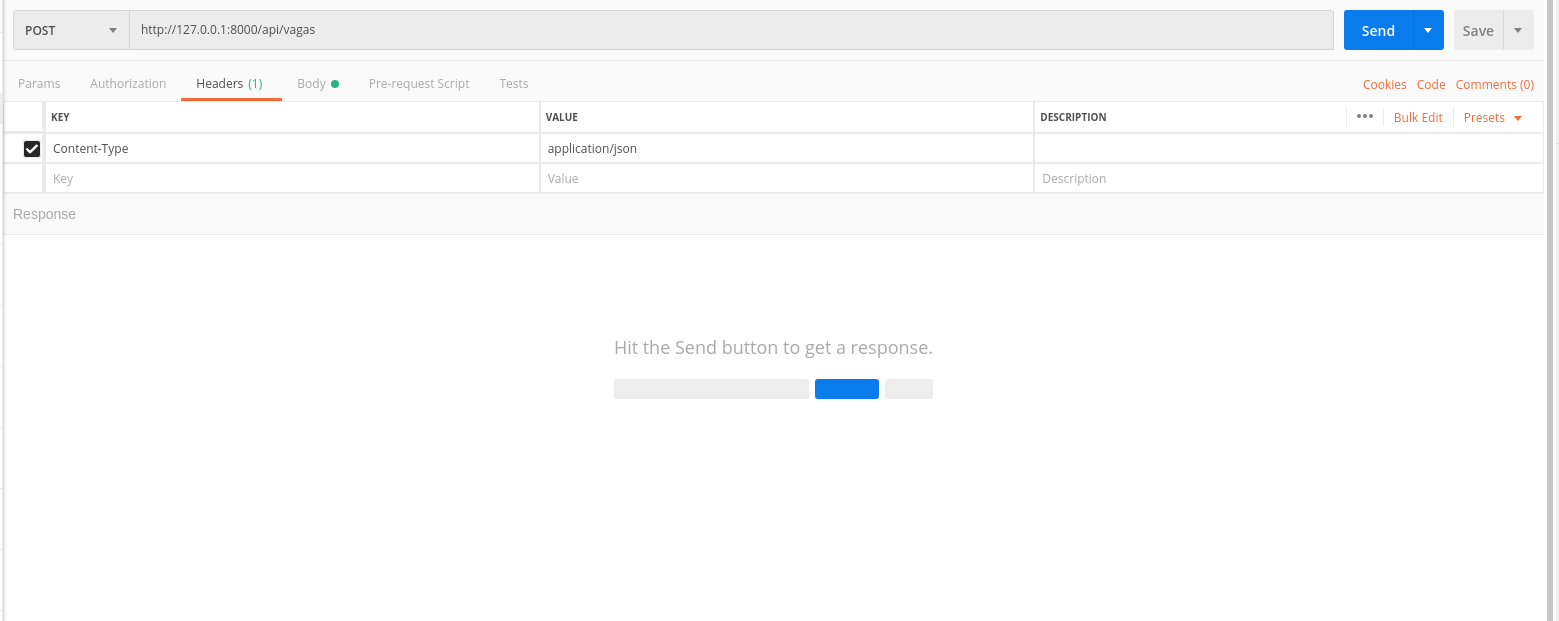 POST http://127.0.0.1:8000/api/vagas Send Save
Params Authorization Headers (1) Body Pre-request Script Tests Cookies Code Comments (0)
KEY VALUE DESCRIPTION ••• Bulk Edit Presets
Content-Type application/json
Key Value Description
Response
Hit the Send button to get a response.